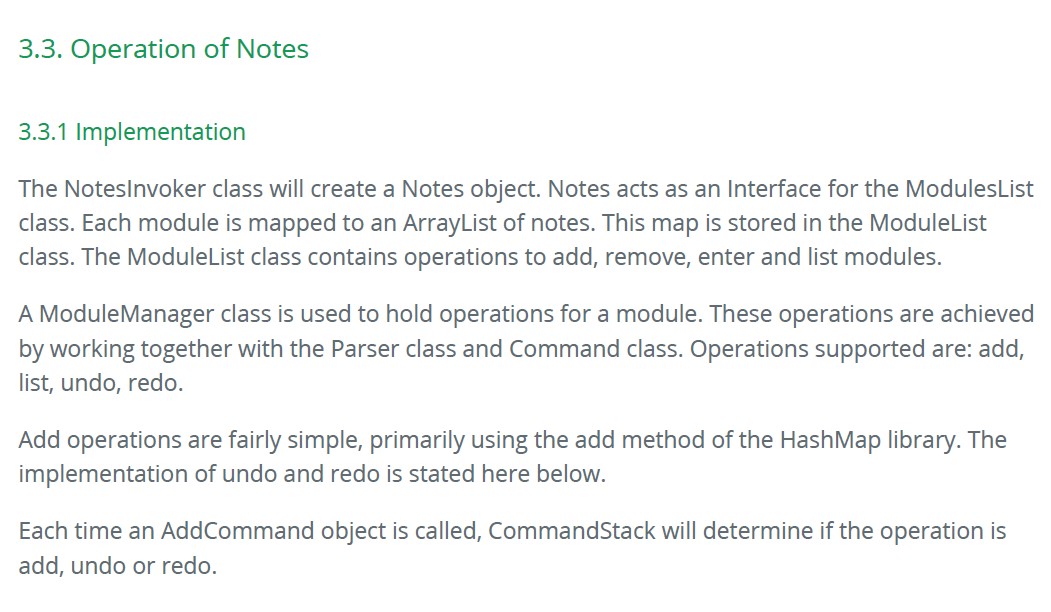 3.3. Operation of Notes
3.3.1 Implementation
The NotesInvoker class will create a Notes object. Notes acts as an Interface for the ModulesList
class. Each module is mapped to an ArrayList of notes. This map is stored in the ModuleList
class. The ModuleList class contains operations to add, remove, enter and list modules.
A ModuleManager class is used to hold operations for a module. These operations are achieved
by working together with the Parser class and Command class. Operations supported are: add,
list, undo, redo.
Add operations are fairly simple, primarily using the add method of the HashMap library. The
implementation of undo and redo is stated here below.
Each time an AddCommand object is called, CommandStack will determine if the operation is
add, undo or redo.